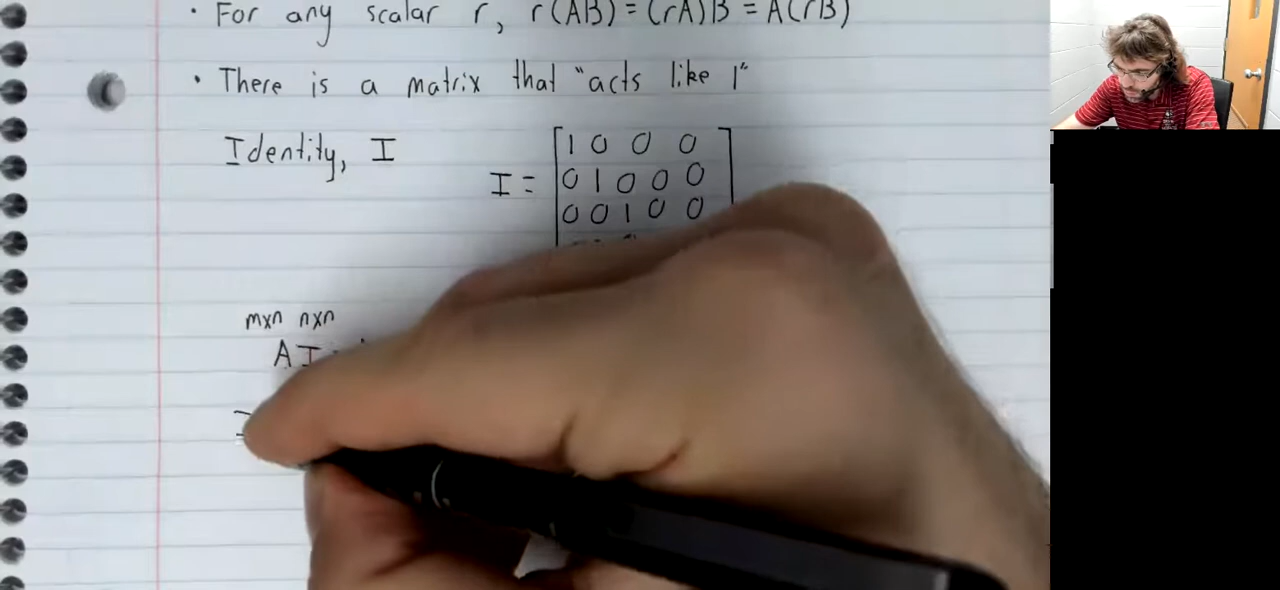 • For any scalar r, r(AB) = (rA)B = A(rB)
• There is a matrix that "acts like 1"
Identity, I
I = [1 0 0 0
0 1 0 0 0
0 0 1 0 0
mxn nxn
AI